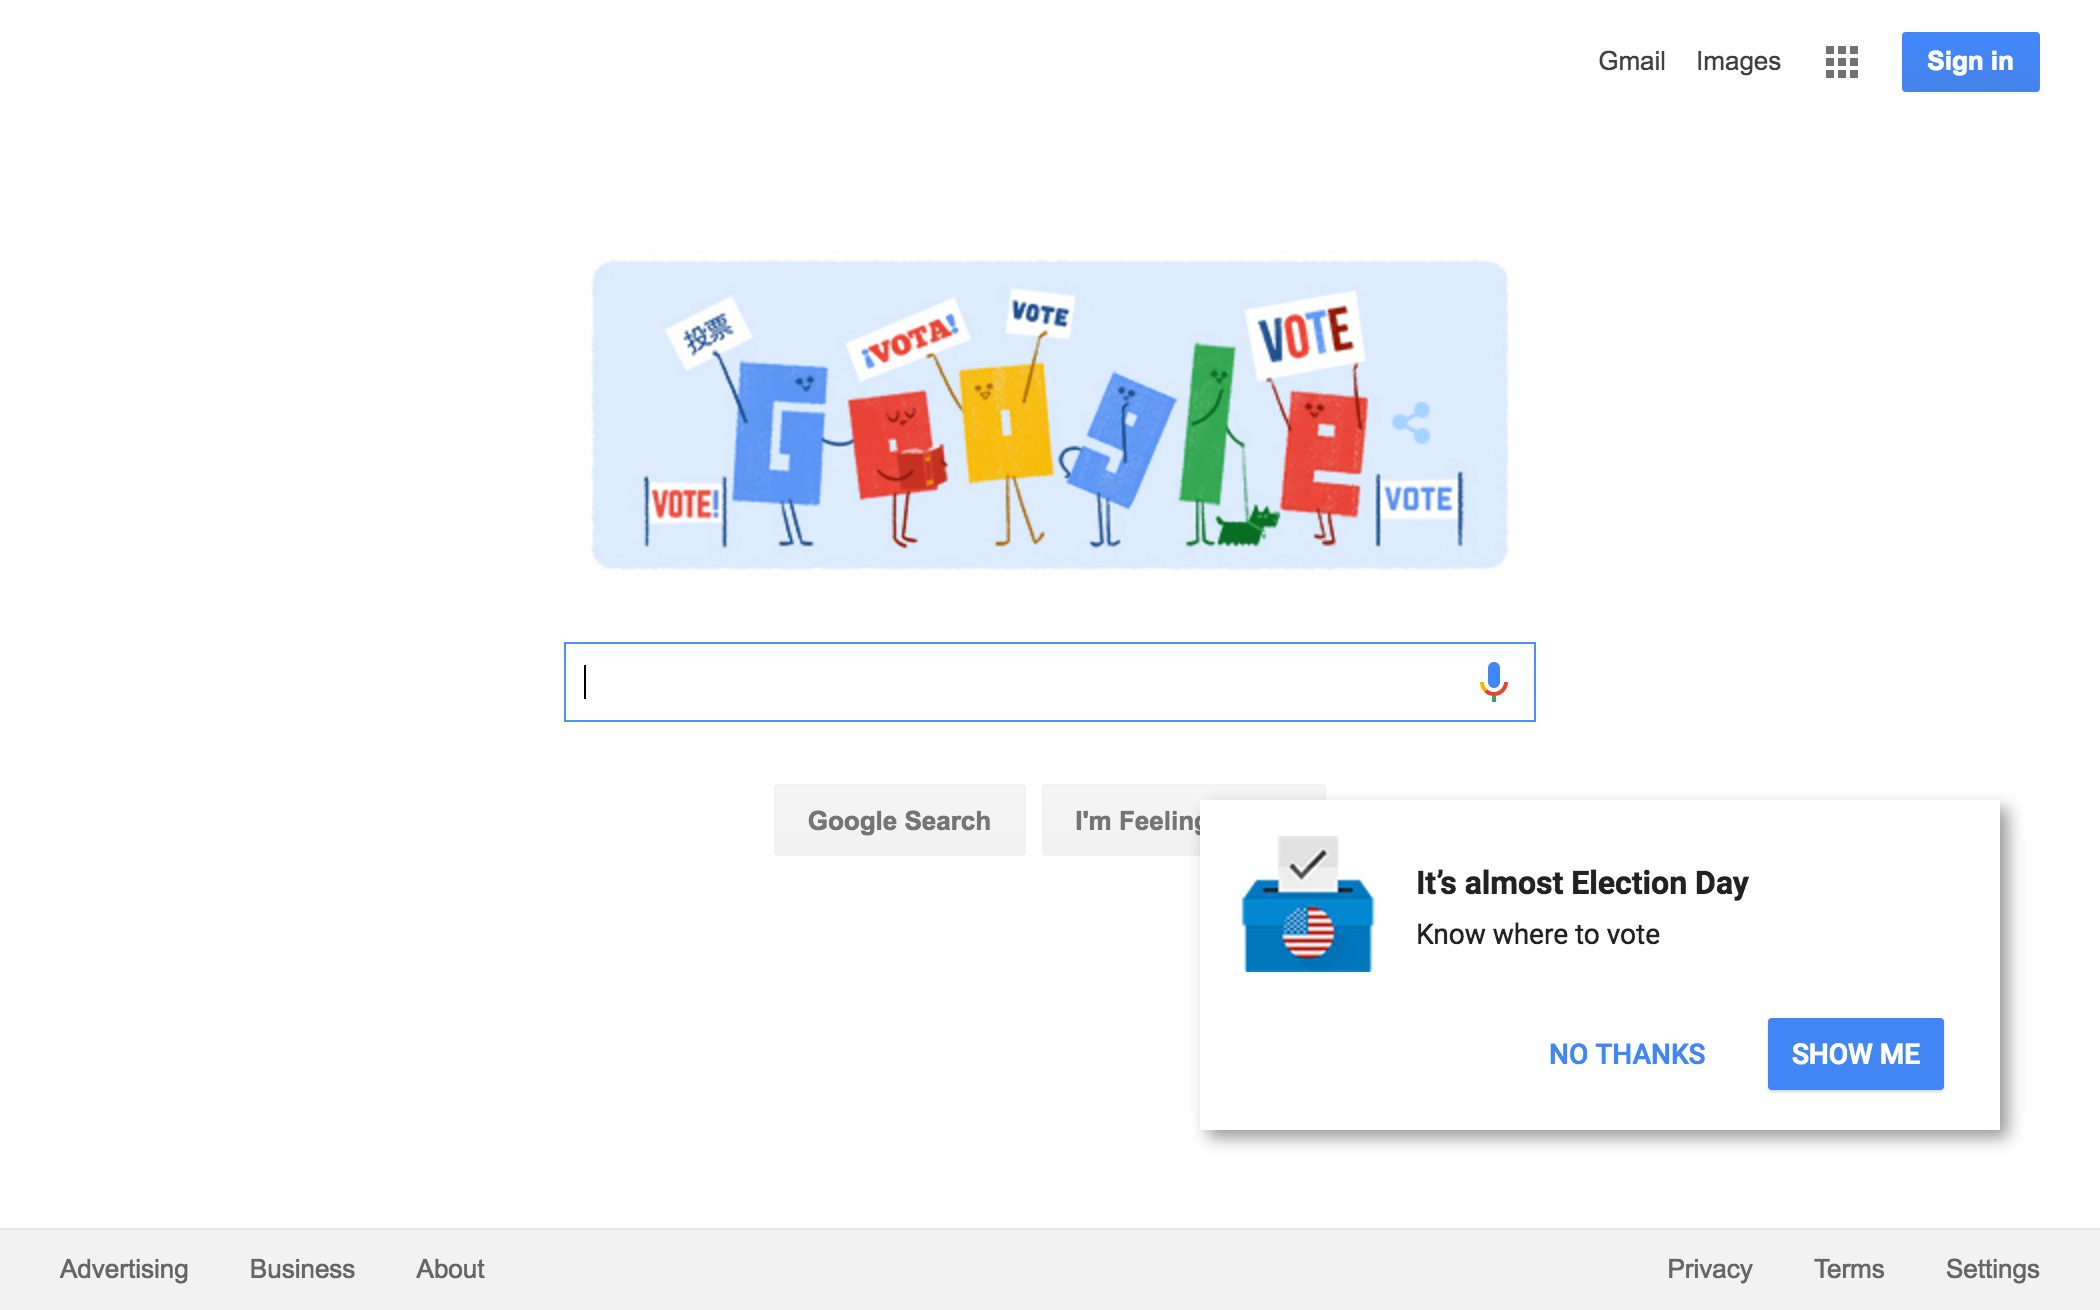 Gmail Images Sign in
投票
¡VOTA!
VOTE
VOTE
Google
VOTE!
VOTE
Google Search
I'm Feeling
It's almost Election Day
Know where to vote
NO THANKS SHOW ME
Advertising Business About Privacy Terms Settings